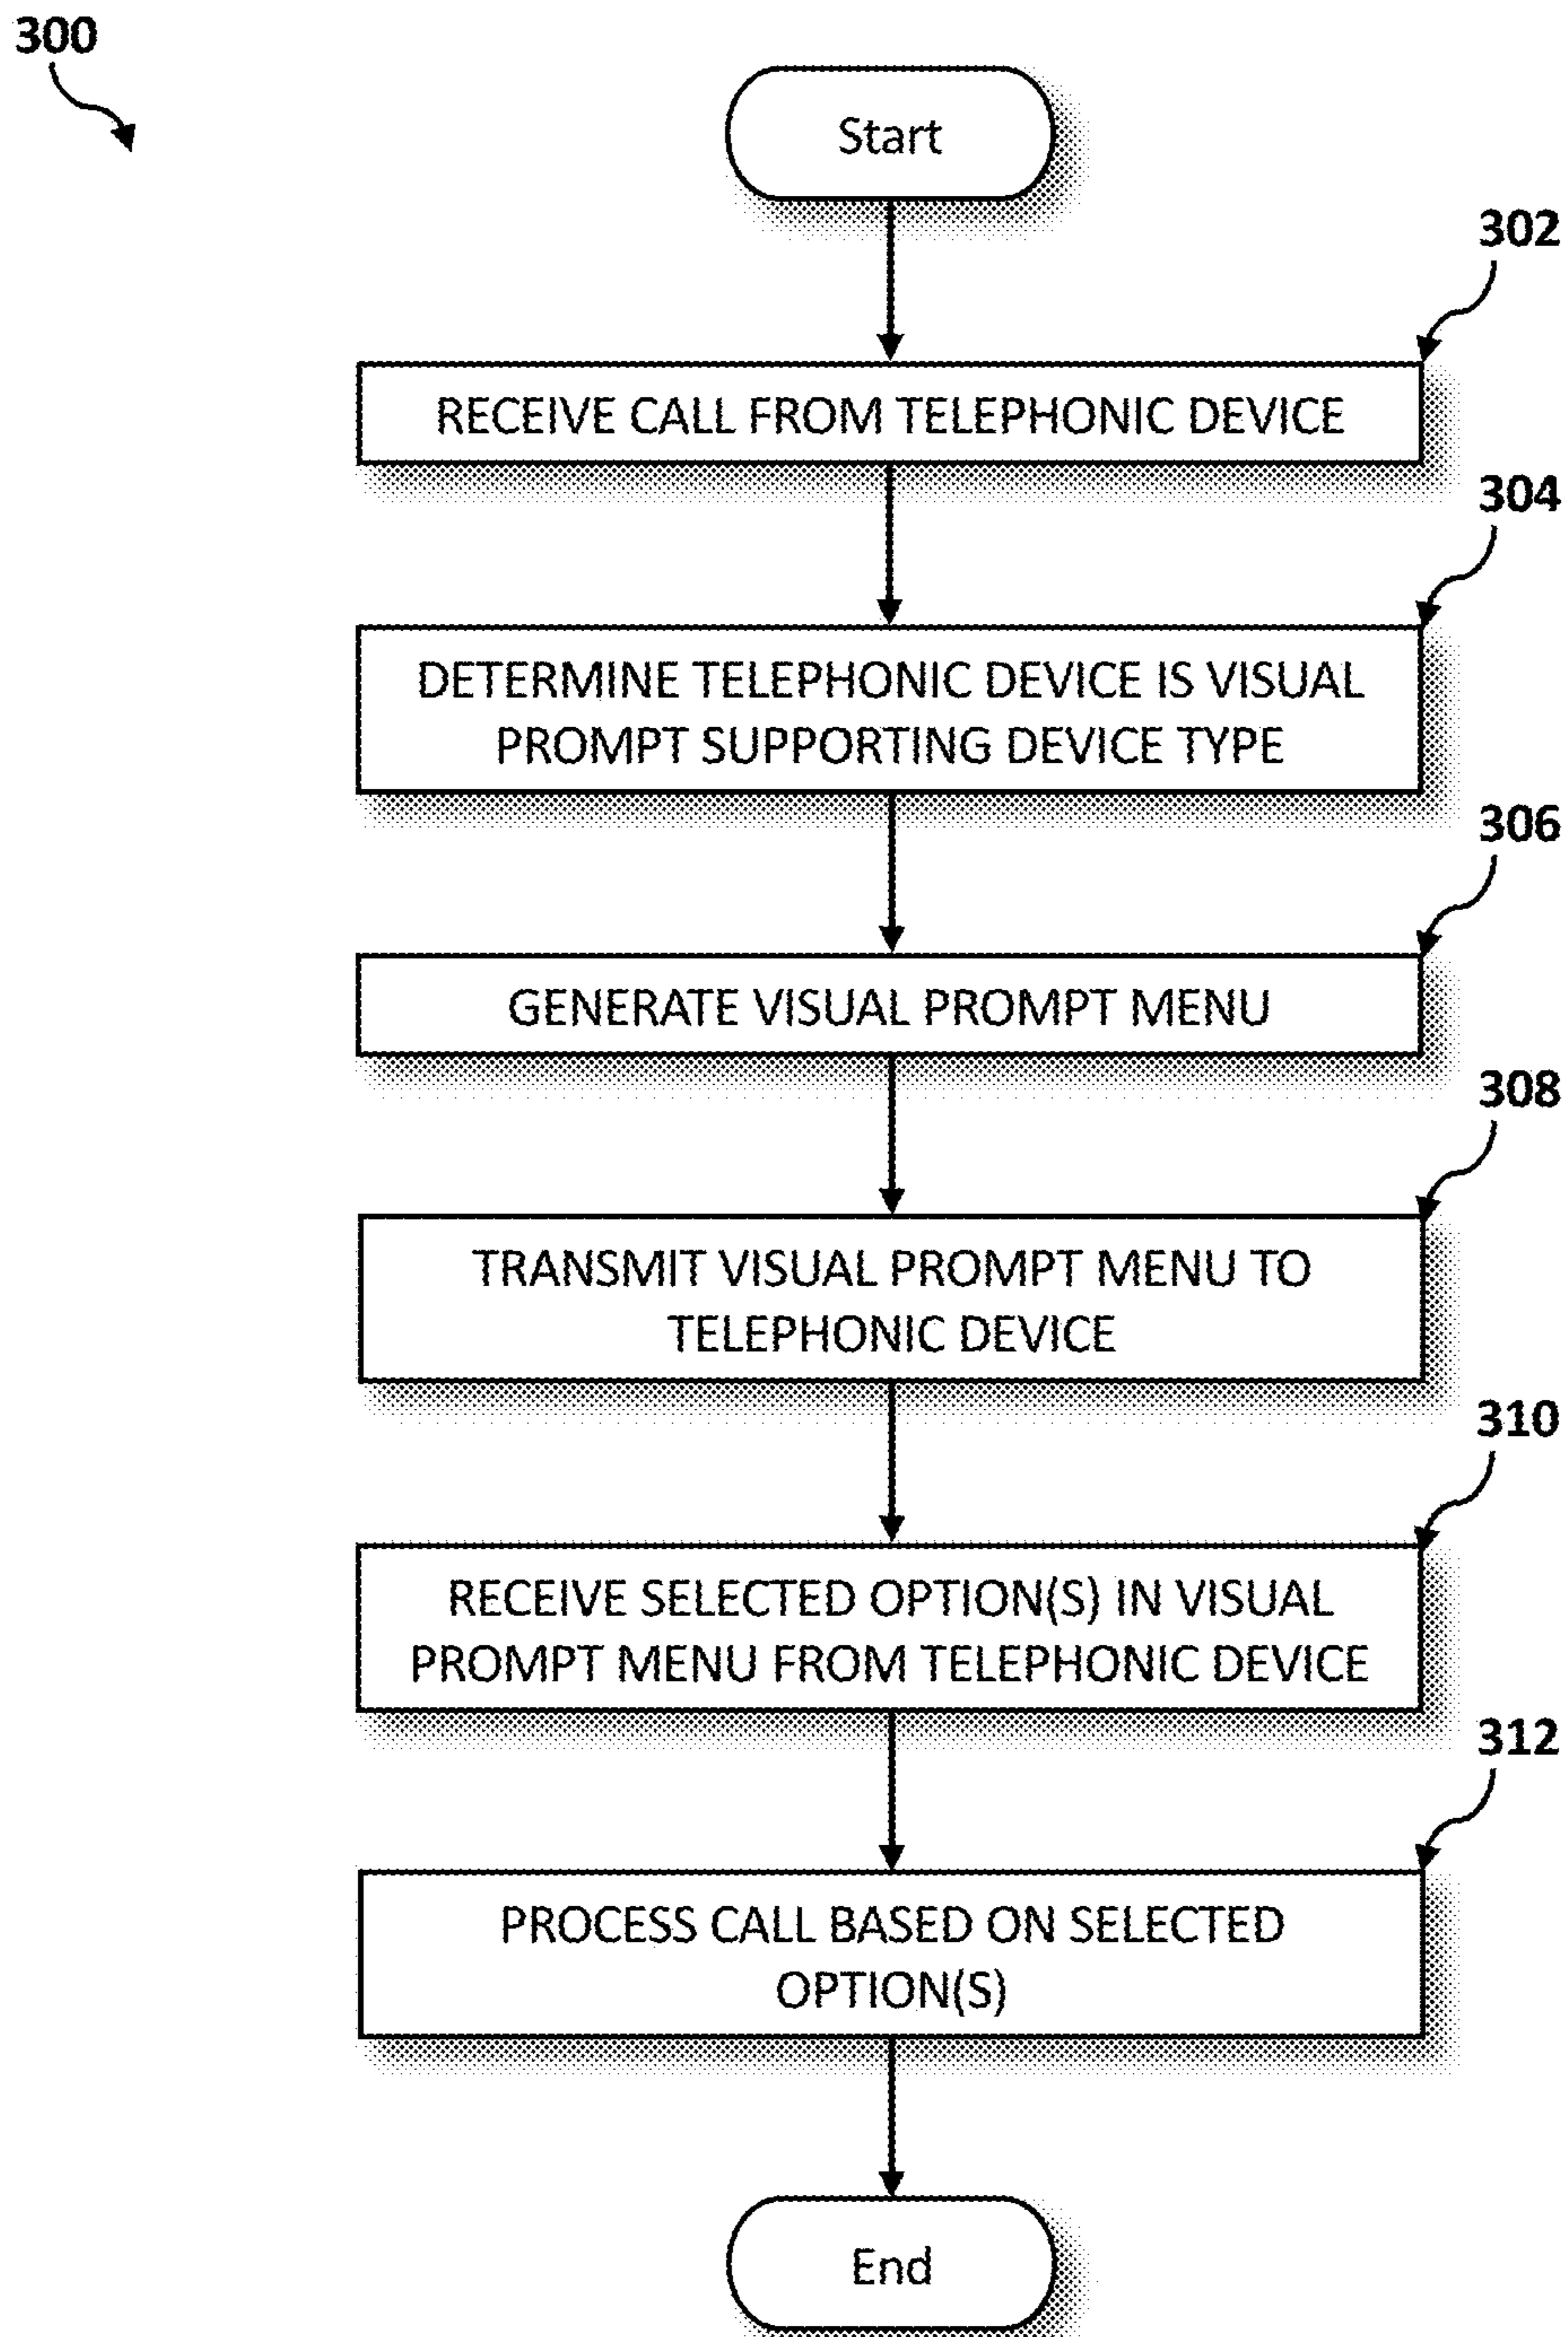 300
Start
302
RECEIVE CALL FROM TELEPHONIC DEVICE
304
DETERMINE TELEPHONIC DEVICE IS VISUAL
PROMPT SUPPORTING DEVICE TYPE
306
GENERATE VISUAL PROMPT MENU
308
TRANSMIT VISUAL PROMPT MENU TO
TELEPHONIC DEVICE
310
RECEIVE SELECTED OPTION(S) IN VISUAL
PROMPT MENU FROM TELEPHONIC DEVICE
312
PROCESS CALL BASED ON SELECTED
OPTION(S)
End